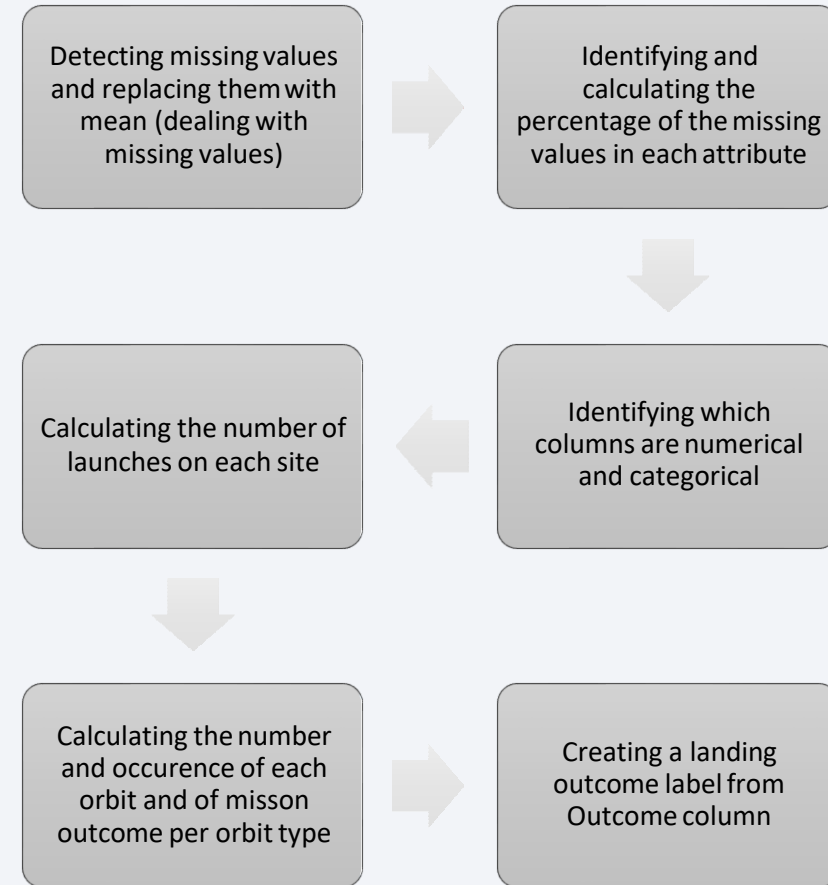 Detecting missing values
and replacing them with
mean (dealing with
missing values)
Identifying and
calculating the
percentage of the missing
values in each attribute
Identifying which
columns are numerical
and categorical
Calculating the number of
launches on each site
Calculating the number
and occurence of each
orbit and of misson
outcome per orbit type
Creating a landing
outcome label from
Outcome column